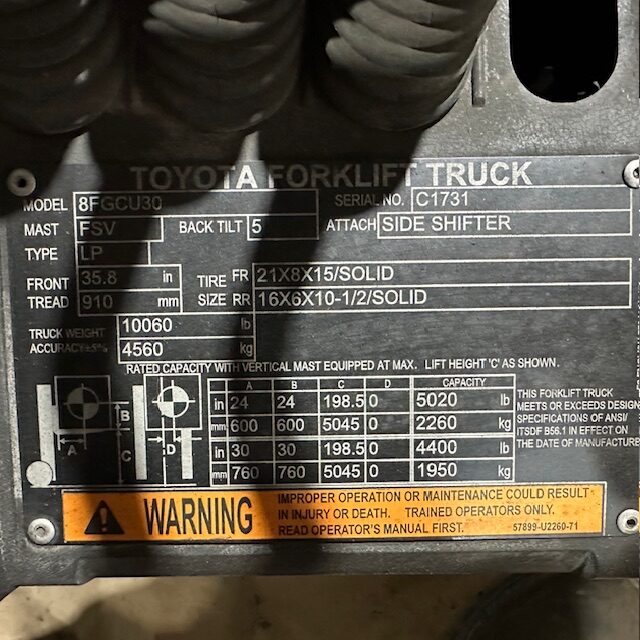 TOYOTA FORKLIFT TRUCK
MODEL 8FGCU30 SERIAL NO. C1731
MAST FSV BACK TILT 5 ATTACH SIDE SHIFTER
TYPE LP
FRONT 35.8 in TIRE FR 21X8X15/SOLID
TREAD 910 mm SIZE RR 16X6X10-1/2/SOLID
TRUCK WEIGHT 10060 lb
ACCURACY±5% 4560 kg
RATED CAPACITY WITH VERTICAL MAST EQUIPPED AT MAX. LIFT HEIGHT 'C' AS SHOWN.
A B C D CAPACITY
in 24 24 198.5 0 5020 lb
mm 600 600 5045 0 2260 kg
in 30 30 198.5 0 4400 lb
mm 760 760 5045 0 1950 kg
A B C D
THIS FORKLIFT TRUCK
MEETS OR EXCEEDS DESIGN
SPECIFICATIONS OF ANSI/
ITSDF B56.1 IN EFFECT ON
THE DATE OF MANUFACTURE
WARNING
IMPROPER OPERATION OR MAINTENANCE COULD RESULT
IN INJURY OR DEATH. TRAINED OPERATORS ONLY.
READ OPERATOR'S MANUAL FIRST. 57899-U2260-71